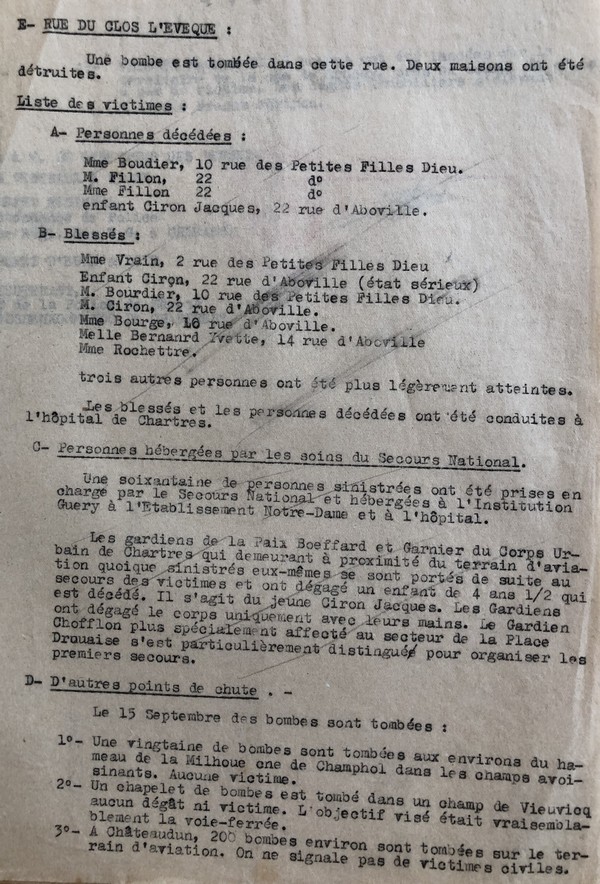 E- RUE DU CLOS L'EVEQUE :
Une bombe est tombée dans cette rue. Deux maisons ont été
détruites.
Liste des victimes :
A- Personnes décédées :
Mme Boudier, 10 rue des Petites Filles Dieu.
M. Fillon, 22 d°
Mme Fillon 22 d°
enfant Ciron Jacques, 22 rue d'Aboville.
B- Blessés :
Mme Vrain, 2 rue des Petites Filles Dieu
Enfant Ciron, 22 rue d'Aboville (état sérieux)
M. Bourdier, 10 rue des Petites Filles Dieu.
M. Ciron, 22 rue d'Aboville.
Mme Bourge, 18 rue d'Aboville.
Melle Bernanrd Yvette, 14 rue d'Aboville
Mme Rochettre.
trois autres personnes ont été plus légèrement atteintes.
Les blessés et les personnes décédées ont été conduites à
l'hôpital de Chartres.
C- Personnes hébergées par les soins du Secours National.
Une soixantaine de personnes sinistrées ont été prises en
charge par le Secours National et hébergées à l'Institution
Guery à l'Etablissement Notre-Dame et à l'hôpital.
Les gardiens de la Paix Boeffard et Garnier du Corps Ur-
bain de Chartres qui demeurant à proximité du terrain d'avia-
tion quoique sinistrés eux-mêmes se sont portés de suite au
secours des victimes et ont dégagé un enfant de 4 ans 1/2 qui
est décédé. Il s'agit du jeune Ciron Jacques. Les Gardiens
ont dégagé le corps uniquement avec leurs mains. Le Gardien
Chofflon plus spécialement affecté au secteur de la Place
Drouaise s'est particulièrement distingué pour organiser les
premiers secours.
D- D'autres points de chute . -
Le 15 Septembre des bombes sont tombées :
1°- Une vingtaine de bombes sont tombées aux environs du ha-
meau de la Milhoue cne de Champhol dans les champs avoi-
sinants. Aucune victime.
2°- Un chapelet de bombes est tombé dans un champ de Vieuvicq
aucun dégât ni victime. L'objectif visé était vraisembla-
blement la voie-ferrée.
3°- A Châteaudun, 200 bombes environ sont tombées sur le ter-
rain d'aviation. On ne signale pas de victimes civiles.